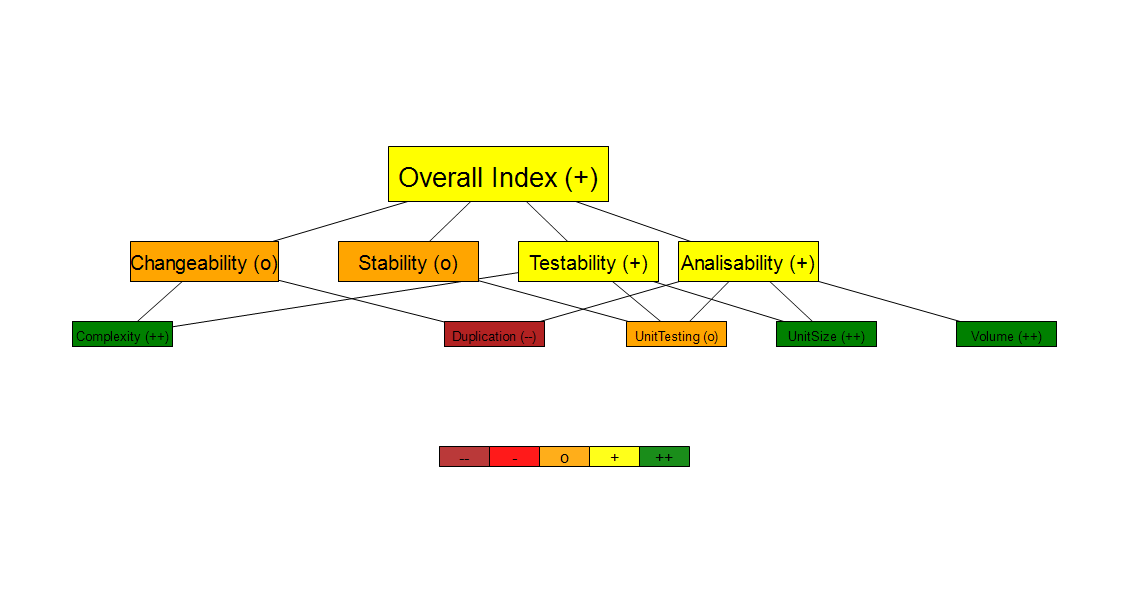 Overall Index (+)
Changeability (o)
Stability (o)
Testability (+)
Analisability (+)
Complexity (++)
Duplication (--)
UnitTesting (o)
UnitSize (++)
Volume (++)
--
-
o
+
++